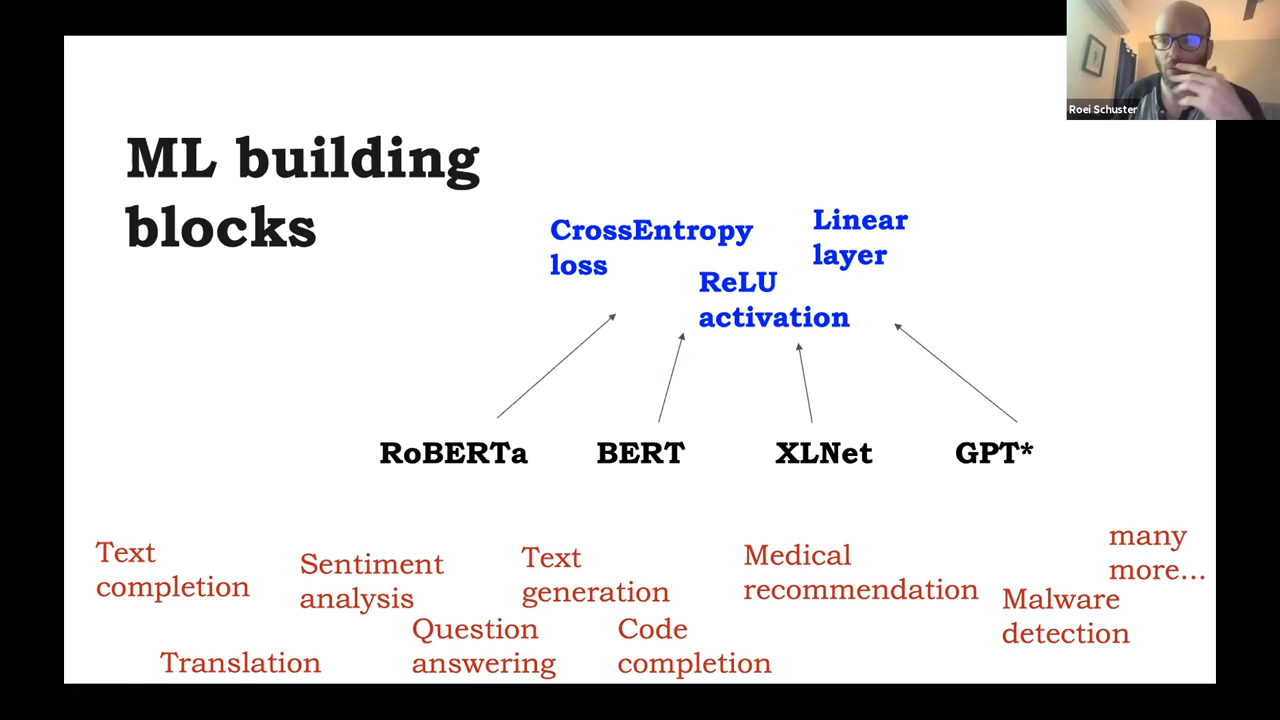 Roei Schuster
ML building
blocks
CrossEntropy
loss
Linear
layer
ReLU
activation
RoBERTa
BERT
XLNet
GPT*
Text
completion
Sentiment
analysis
Text
generation
Medical
recommendation
many
more...
Malware
detection
Translation
Question
answering
Code
completion